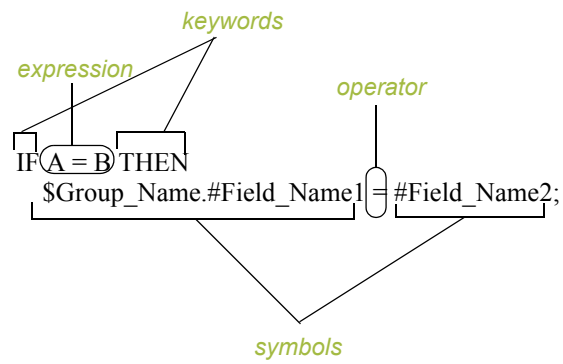 keywords
expression
operator
IF A = B THEN
$Group_Name.#Field_Name1 = #Field_Name2;
symbols